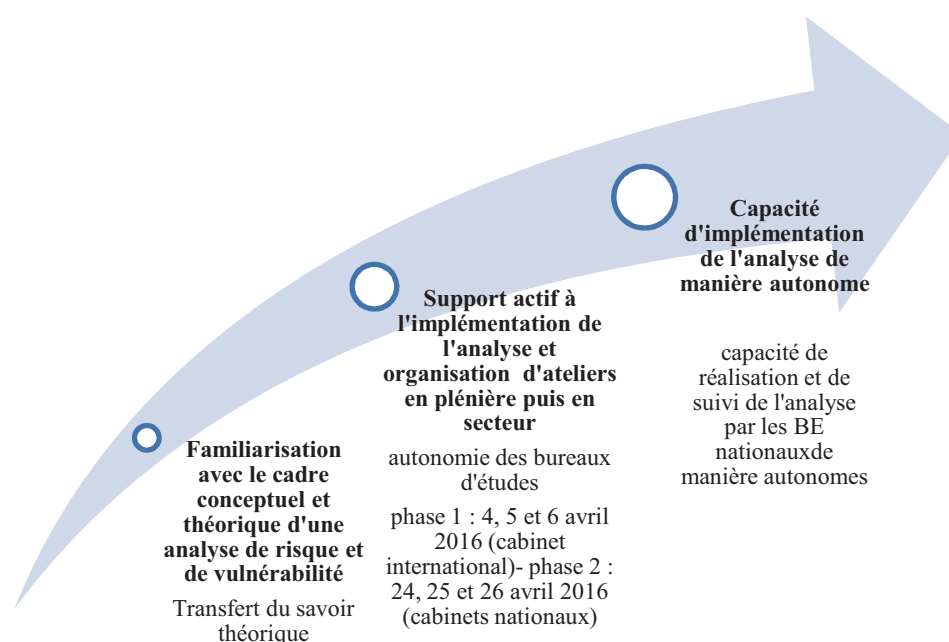 Familiarisation
avec le cadre
conceptuel et
théorique d'une
analyse de risque et
de vulnérabilité
Transfert du savoir
théorique
Support actif à
l'implémentation de
l'analyse et
organisation d'ateliers
en plénière puis en
secteur
autonomie des bureaux
d'études
phase 1 : 4, 5 et 6 avril
2016 (cabinet
international)- phase 2 :
24, 25 et 26 avril 2016
(cabinets nationaux)
Capacité
d'implémentation
de l'analyse de
manière autonome
capacité de
réalisation et de
suivi de l'analyse
par les BE
nationauxde
manière autonomes